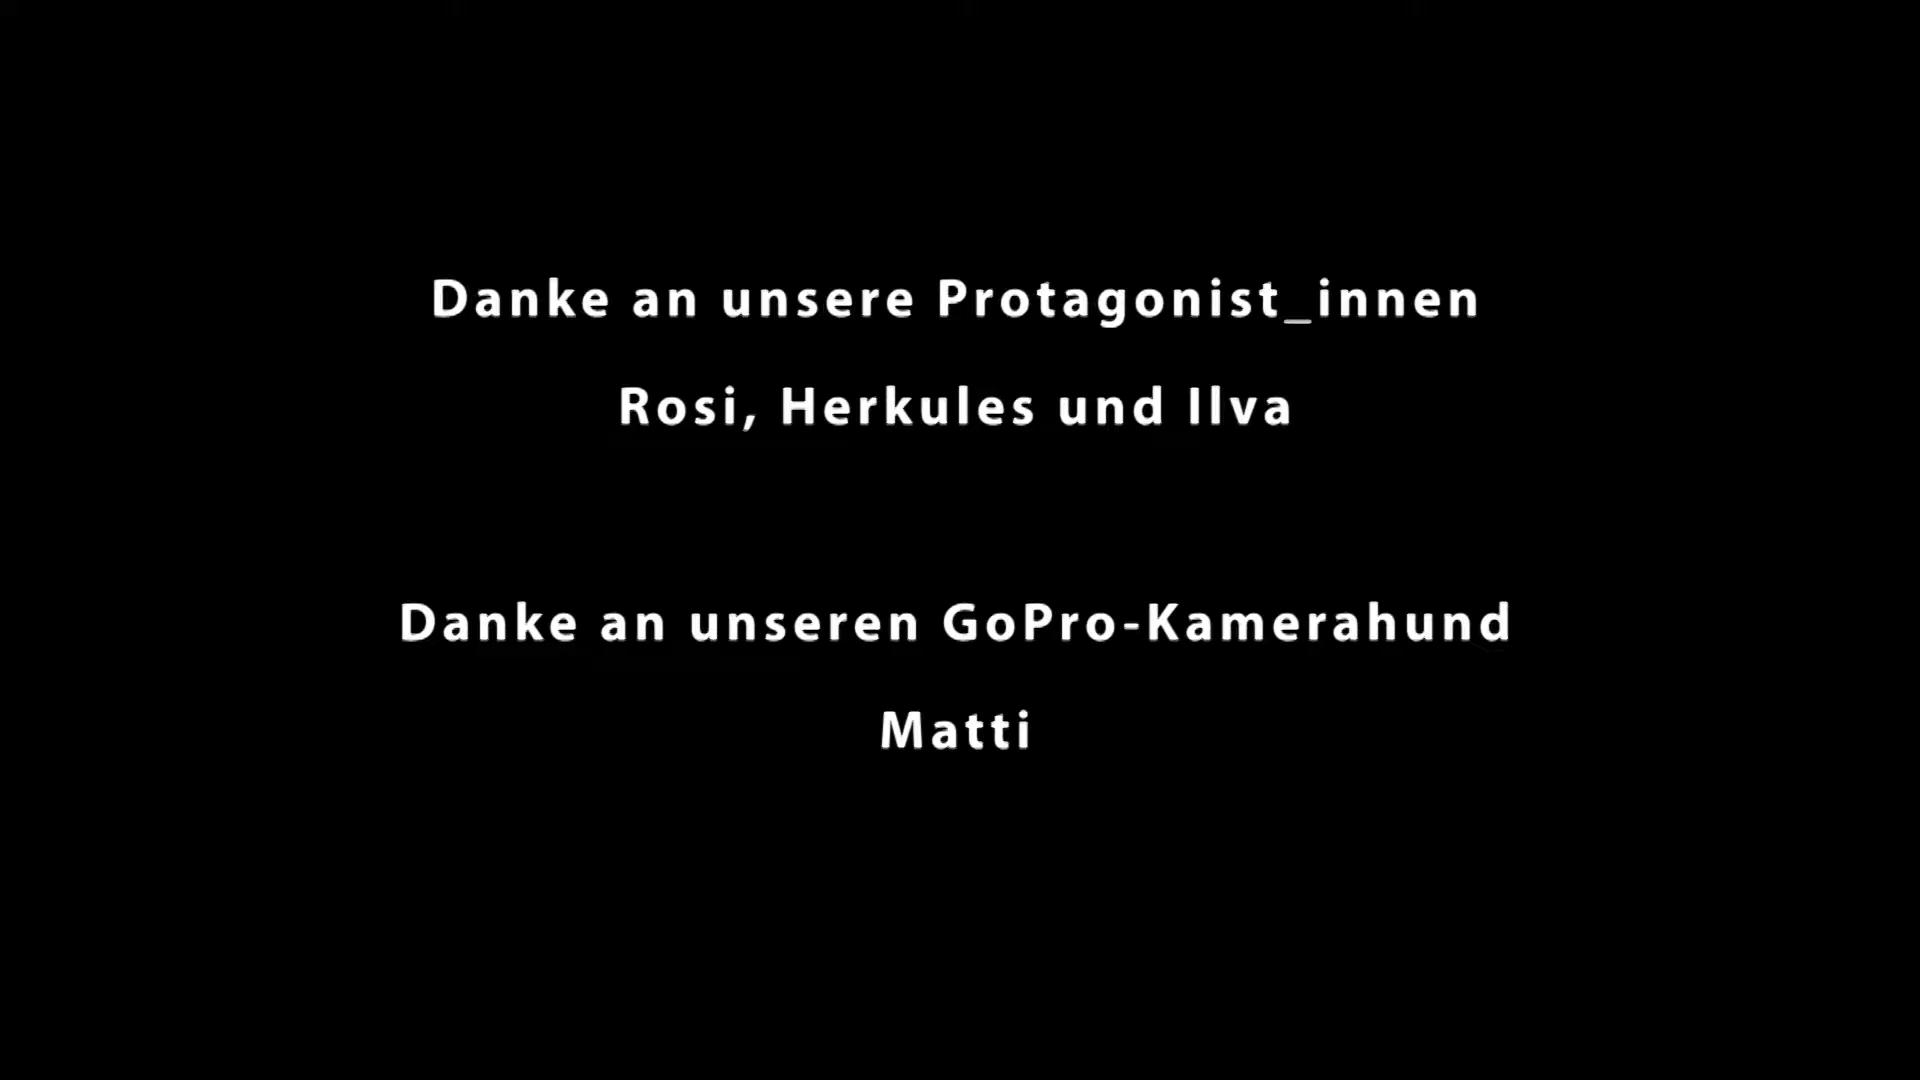 Danke an unsere Protagonist_innen
Rosi, Herkules und Ilva
Danke an unseren GoPro-Kamerahund
Matti